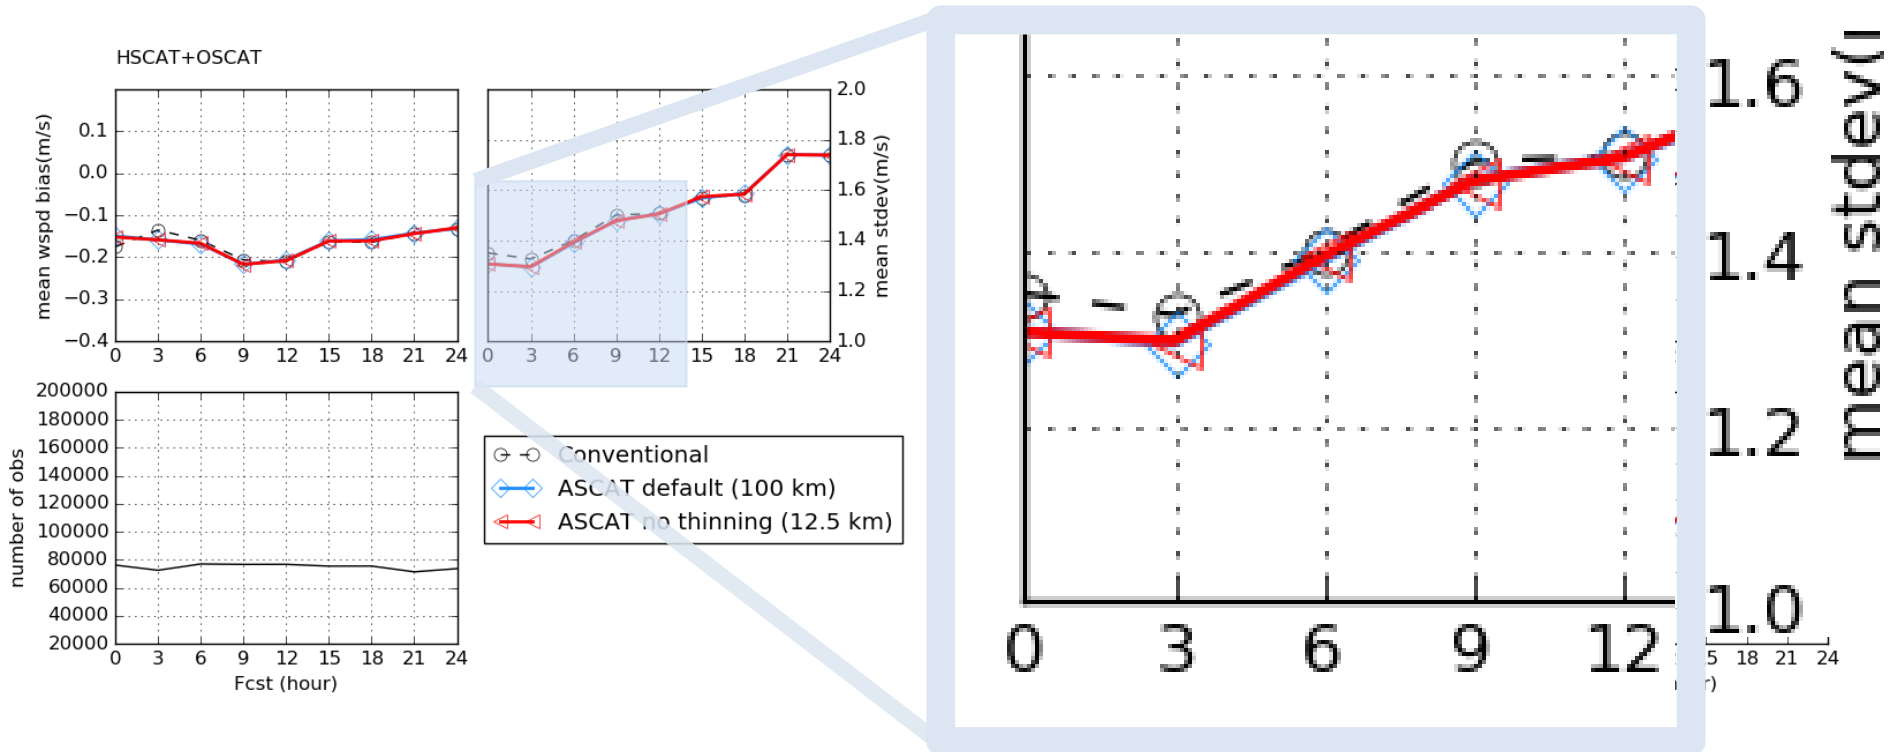 HSCAT+OSCAT
mean wspd bias(m/s)
0.1
0.0
−0.1
−0.2
−0.3
−0.4
0 3 6 9 12 15 18 21 24
2.0
1.8
1.6
1.4
1.2
1.0
mean stdev(m/s)
0 3 6 9 12 15 18 21 24
number of obs
200000
180000
160000
140000
120000
100000
80000
60000
40000
20000
0 3 6 9 12 15 18 21 24
Fcst (hour)
Conventional
ASCAT default (100 km)
ASCAT no thinning (12.5 km)
1.6
1.4
1.2
1.0
mean stdev(
0 3 6 9 12
5 18 21 24
r)